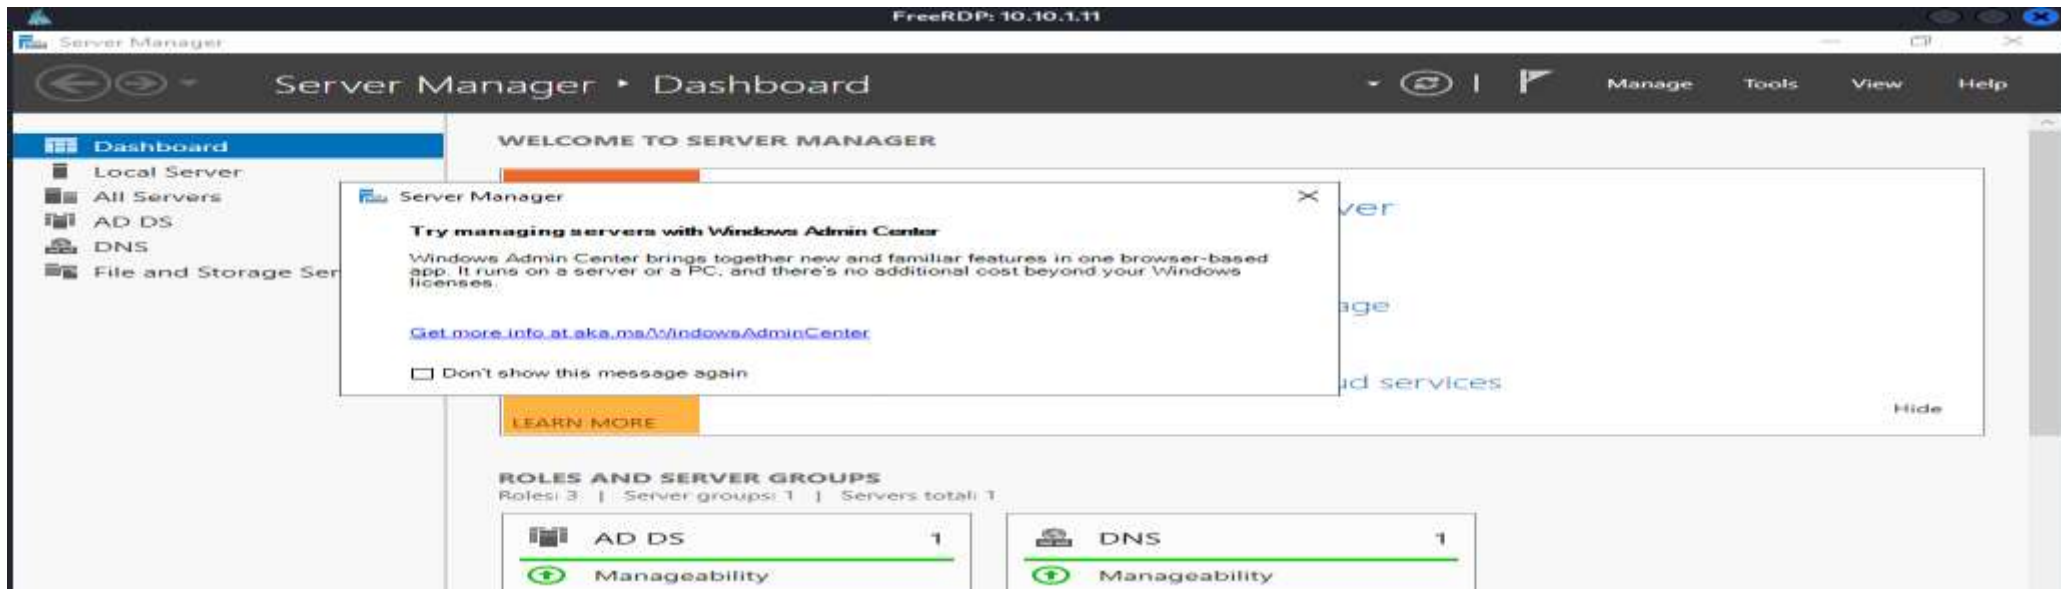 FreeRDP: 10.10.1.11
Server Manager
Server Manager • Dashboard
Manage Tools View Help
Dashboard
Local Server
All Servers
AD DS
DNS
File and Storage Ser
WELCOME TO SERVER MANAGER
Server Manager
Try managing servers with Windows Admin Center
Windows Admin Center brings together new and familiar features in one browser-based
app. It runs on a server or a PC, and there's no additional cost beyond your Windows
licenses.
Get more info at aka.ms/WindowsAdminCenter
Don't show this message again
ver
age
ud services
LEARN MORE
Hide
ROLES AND SERVER GROUPS
Roles: 3 | Server groups: 1 | Servers total: 1
AD DS 1
Manageability
DNS 1
Manageability